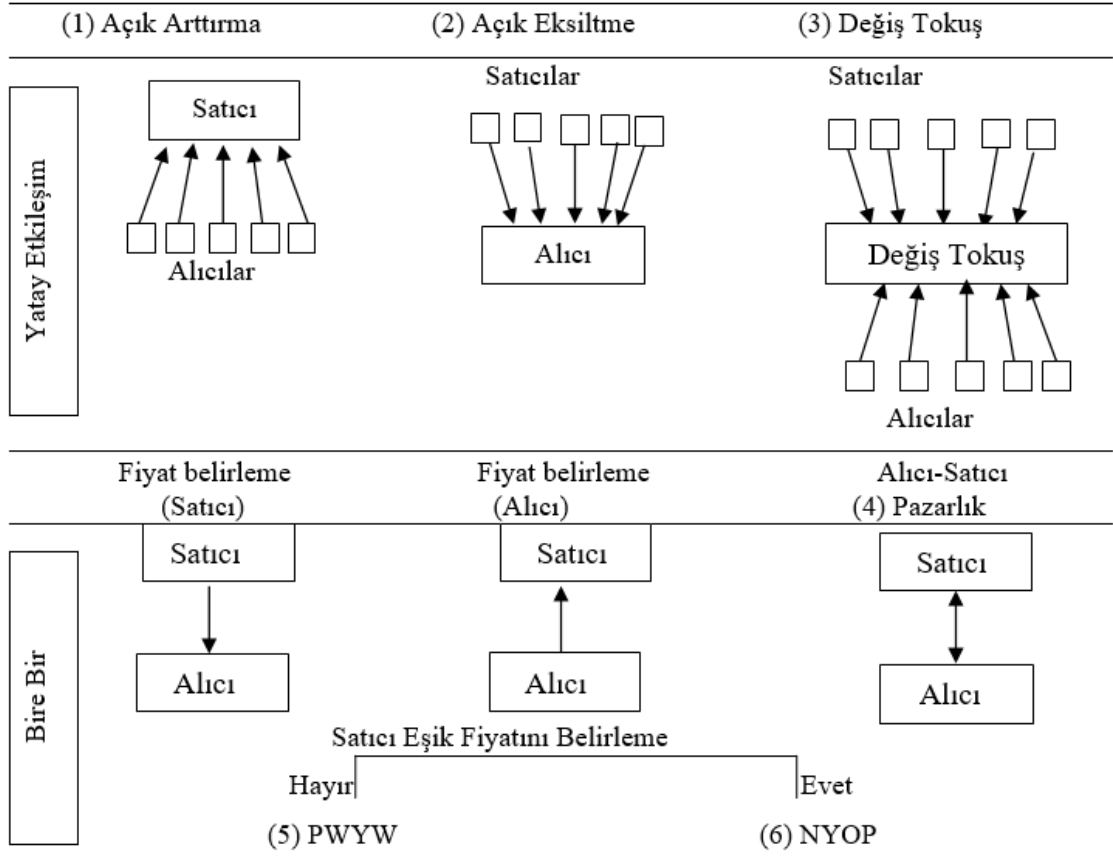 (1) Açık Arttırma
(2) Açık Eksiltme
(3) Değiş Tokuş
Yatay Etkileşim
Satıcı
Alıcılar
Satıcılar
Alıcı
Satıcılar
Değiş Tokuş
Alıcılar
Fiyat belirleme
(Satıcı)
Fiyat belirleme
(Alıcı)
Alıcı-Satıcı
(4) Pazarlık
Bire Bir
Satıcı
Alıcı
Satıcı
Alıcı
Satıcı
Alıcı
Satıcı Eşik Fiyatını Belirleme
Hayır
Evet
(5) PWYW
(6) NYOP